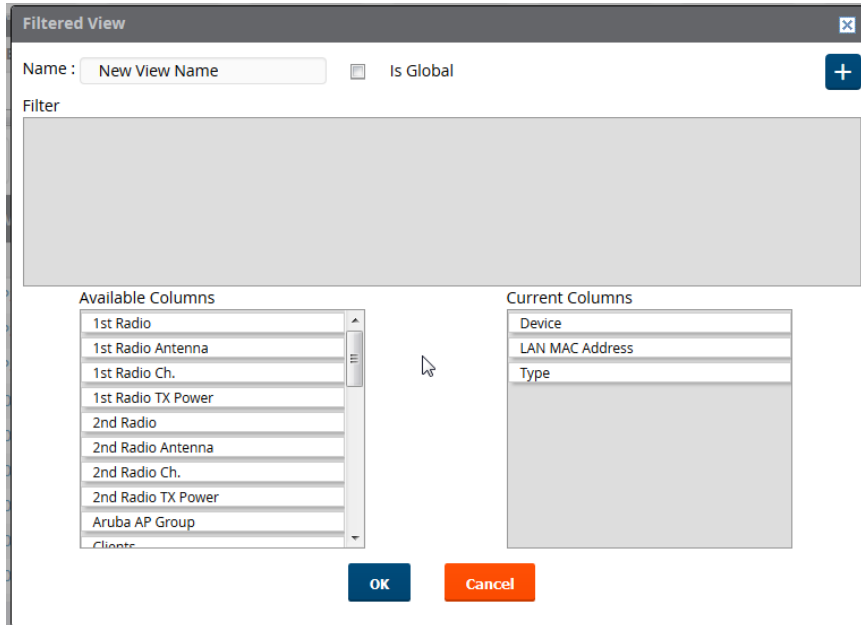 Filtered View
Name : New View Name Is Global
Filter
Available Columns
1st Radio
1st Radio Antenna
1st Radio Ch.
1st Radio TX Power
2nd Radio
2nd Radio Antenna
2nd Radio Ch.
2nd Radio TX Power
Aruba AP Group
Clients
Current Columns
Device
LAN MAC Address
Type
OK Cancel